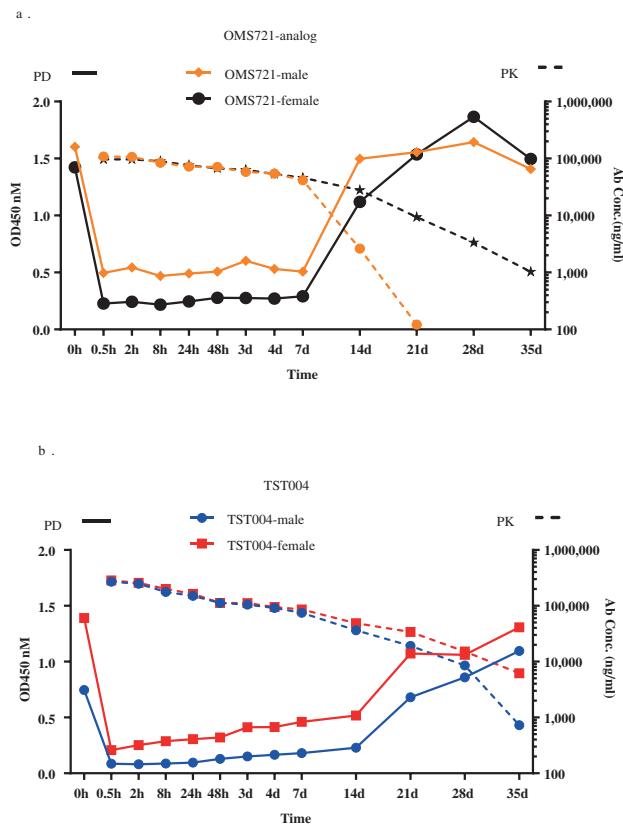 a .
OMS721-analog
PD
OMS721-male
PK
OMS721-female
2.0
1.5
1.0
0.5
0.0
OD450 nM
1,000,000
100,000
10,000
1,000
100
Ab Conc.(ng/ml)
0h 0.5h 2h 8h 24h 48h 3d 4d 7d 14d 21d 28d 35d
Time
b .
TST004
PD
TST004-male
PK
TST004-female
2.0
1.5
1.0
0.5
0.0
OD450 nM
1,000,000
100,000
10,000
1,000
100
Ab Conc. (ng/ml)
0h 0.5h 2h 8h 24h 48h 3d 4d 7d 14d 21d 28d 35d
Time